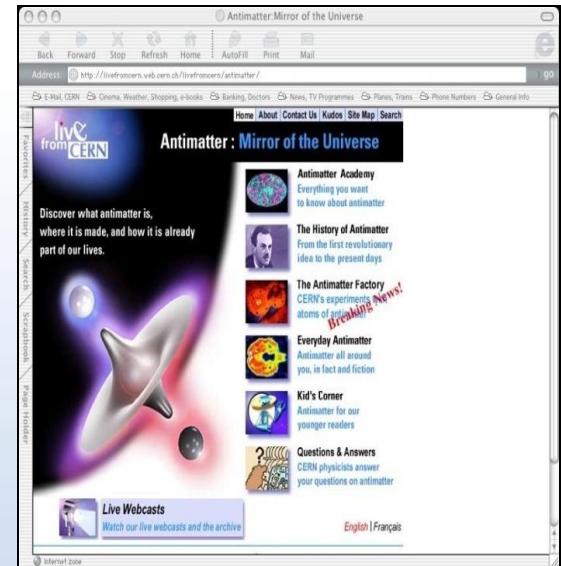 Antimatter:Mirror of the Universe
Back Forward Stop Refresh Home AutoFill Print Mail
Address: http://livefromcern.web.cern.ch/livefromcern/antimatter/ go
E-Mail, CERN Cinema, Weather, Shopping, e-books Banking, Doctors News, TV Programmes Planes, Trains Phone Numbers General Info
Favorites
History
Search
Scrapbook
Page Holder
Home About Contact Us Kudos Site Map Search
live
from CERN
Antimatter : Mirror of the Universe
Discover what antimatter is,
where it is made, and how it is already
part of our lives.
Antimatter Academy
Everything you want
to know about antimatter
The History of Antimatter
From the first revolutionary
idea to the present days
The Antimatter Factory
CERN's experiments
atoms of
Breaking News!
Everyday Antimatter
Antimatter all around
you, in fact and fiction
Kid's Corner
Antimatter for our
younger readers
Questions & Answers
CERN physicists answer
your questions on antimatter
Live Webcasts
Watch our live webcasts and the archive
English | Français
Internet zone